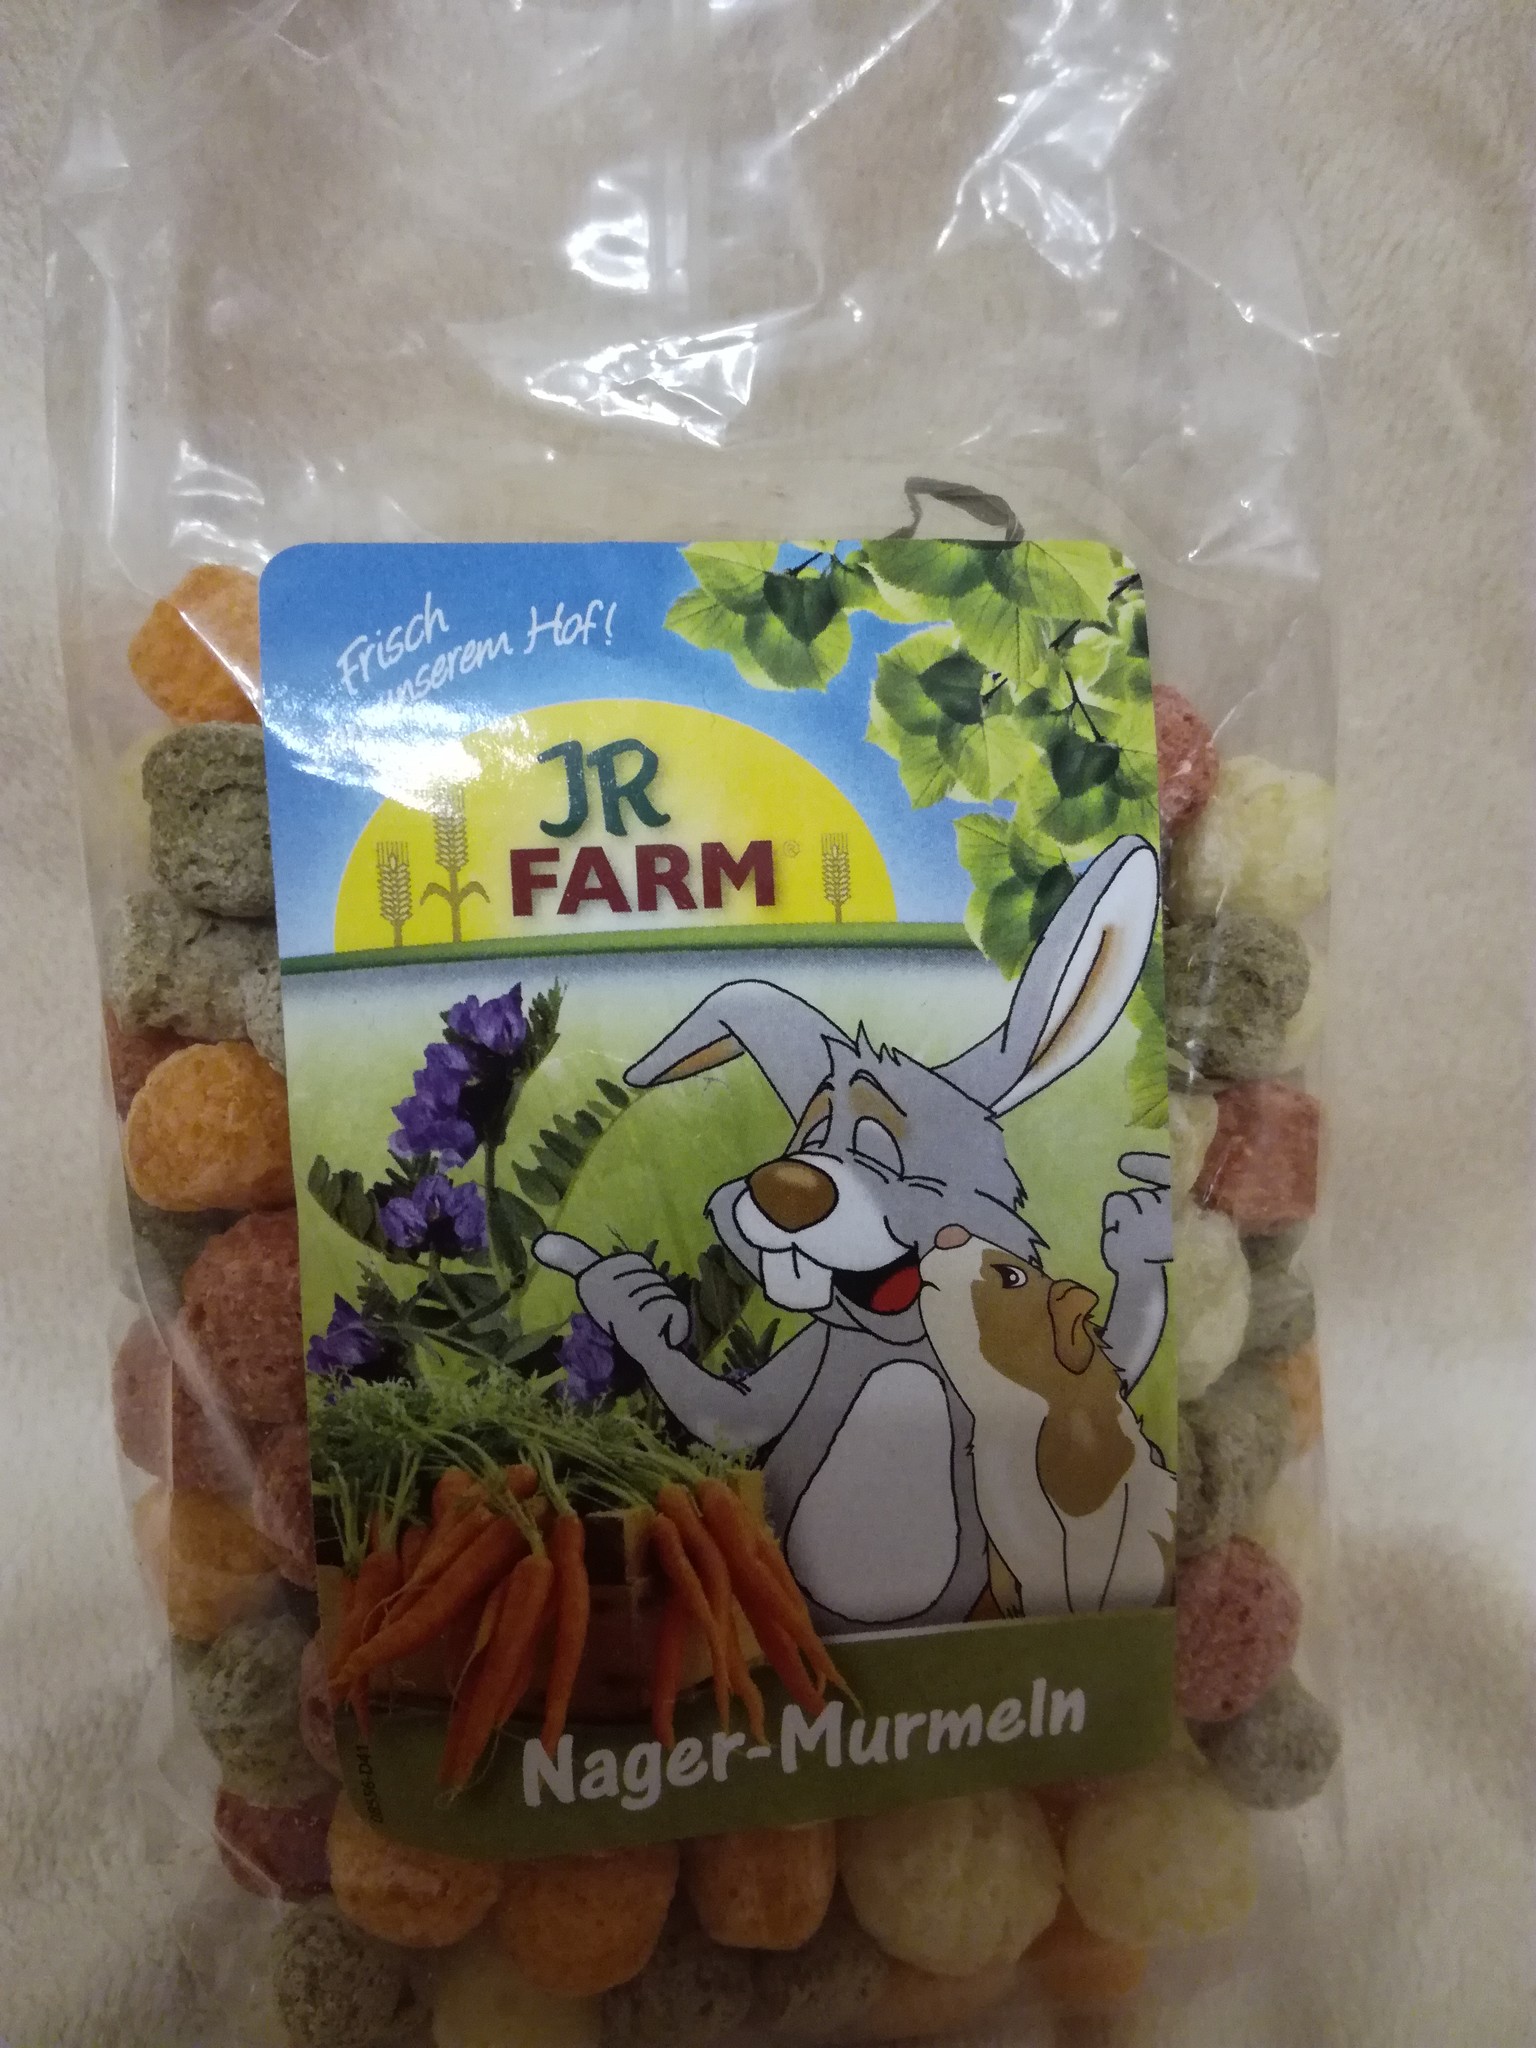 Frisch
unserem Hof!
JR
FARM®
Nager-Murmeln